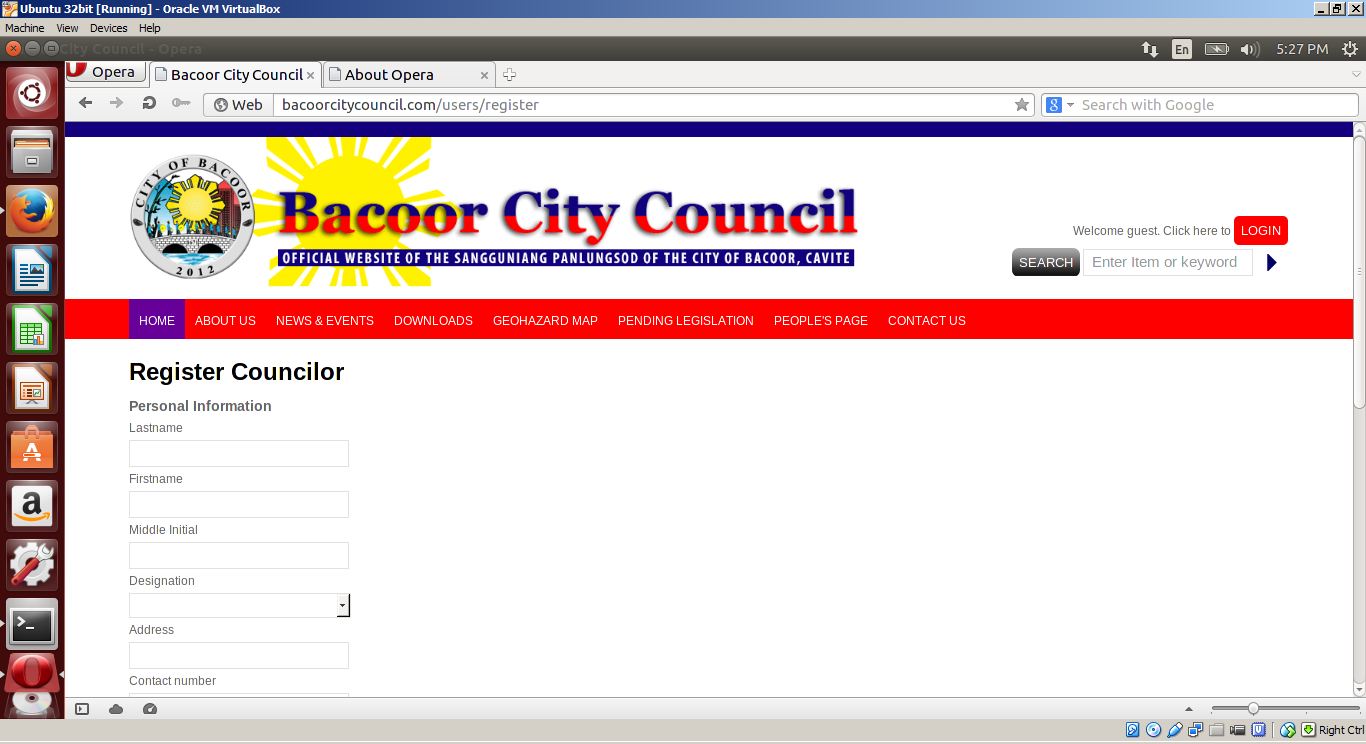 Ubuntu 32bit [Running] - Oracle VM VirtualBox
Machine View Devices Help
City Council - Opera
En 5:27 PM
Opera Bacoor City Council × About Opera ×
Web bacoorcitycouncil.com/users/register Search with Google
CITY OF BACOOR
2012
Bacoor City Council
OFFICIAL WEBSITE OF THE SANGGUNIANG PANLUNGSOD OF THE CITY OF BACOOR, CAVITE
Welcome guest. Click here to LOGIN
SEARCH Enter Item or keyword
HOME ABOUT US NEWS & EVENTS DOWNLOADS GEOHAZARD MAP PENDING LEGISLATION PEOPLE'S PAGE CONTACT US
Register Councilor
Personal Information
Lastname
Firstname
Middle Initial
Designation
Address
Contact number
Right Ctrl